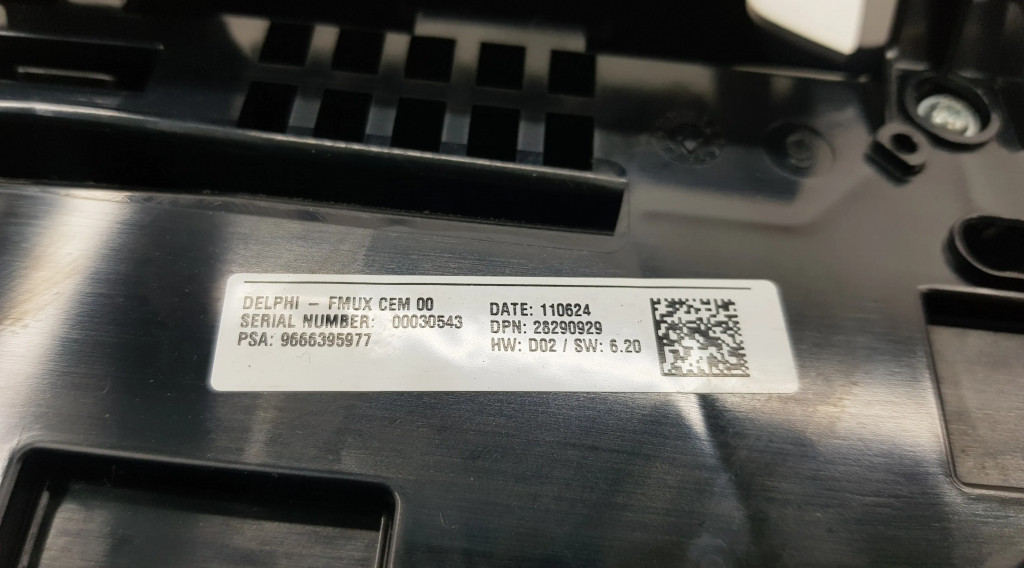 DELPHI - FMUX CEM 00
SERIAL NUMBER: 00030543
PSA: 9666395977
DATE: 110624
DPN: 28290929
HW: D02 / SW: 6.20